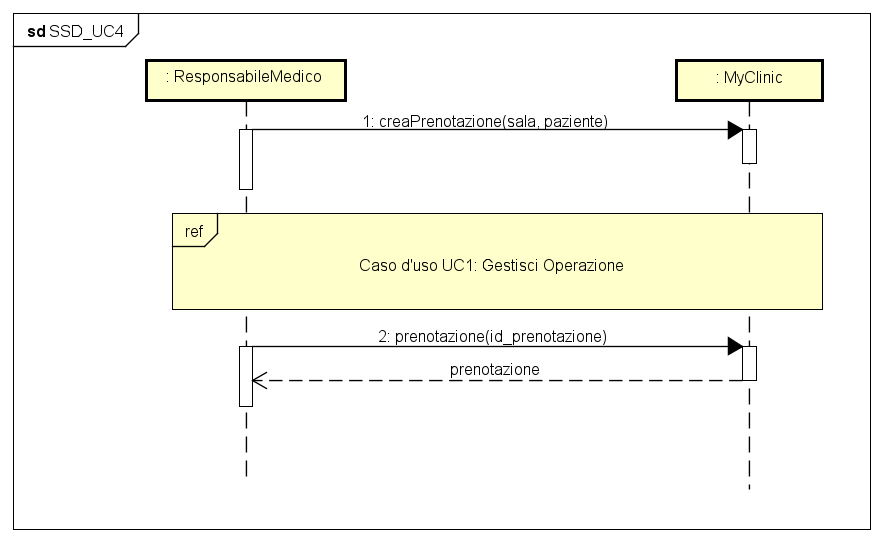 sd SSD_UC4
: ResponsabileMedico
: MyClinic
1: creaPrenotazione(sala, paziente)
ref
Caso d'uso UC1: Gestisci Operazione
2: prenotazione(id_prenotazione)
prenotazione